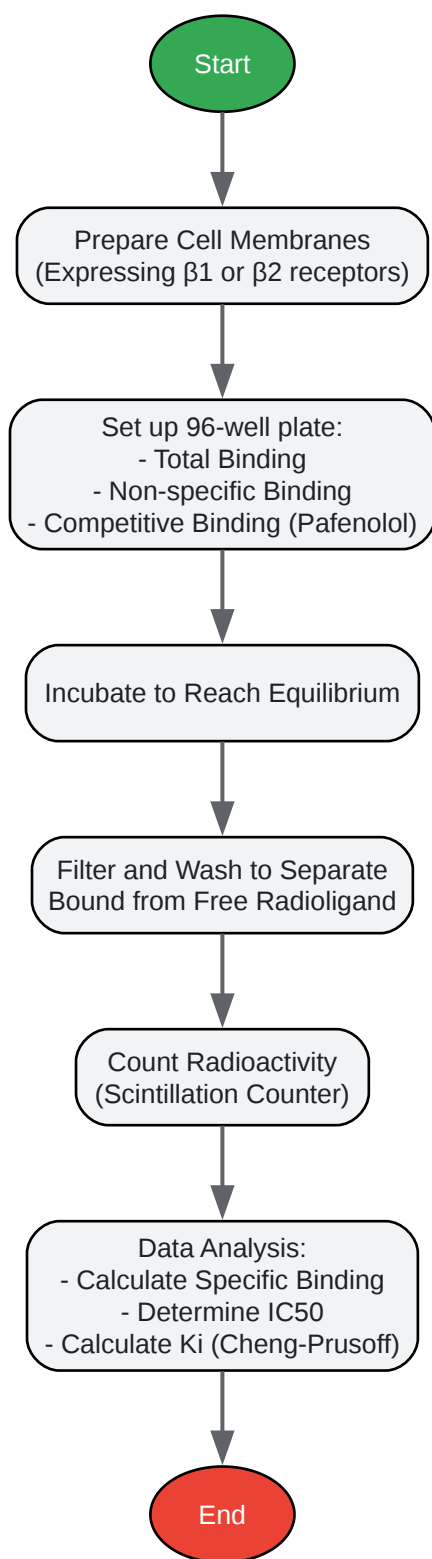 Start
Prepare Cell Membranes
(Expressing β1 or β2 receptors)
Set up 96-well plate:
- Total Binding
- Non-specific Binding
- Competitive Binding (Pafenolol)
Incubate to Reach Equilibrium
Filter and Wash to Separate
Bound from Free Radioligand
Count Radioactivity
(Scintillation Counter)
Data Analysis:
- Calculate Specific Binding
- Determine IC50
- Calculate Ki (Cheng-Prusoff)
End